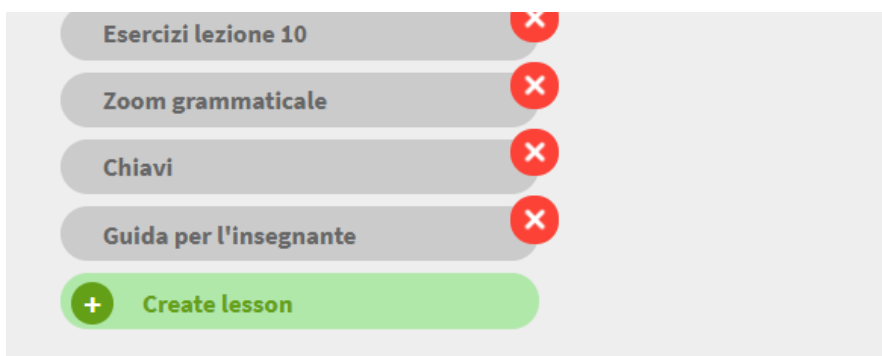 Esercizi lezione 10
Zoom grammaticale
Chiavi
Guida per l'insegnante
+ Create lesson